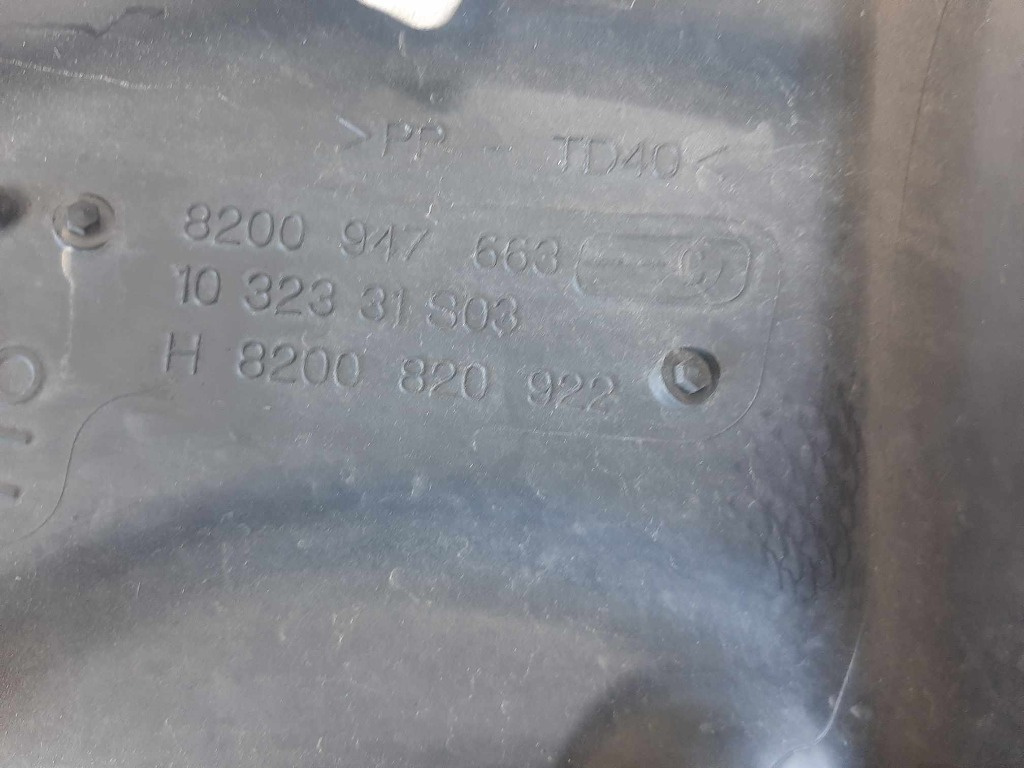 >PP - TD40<
8200 947 663
10 323 31 S03
H 8200 820 922